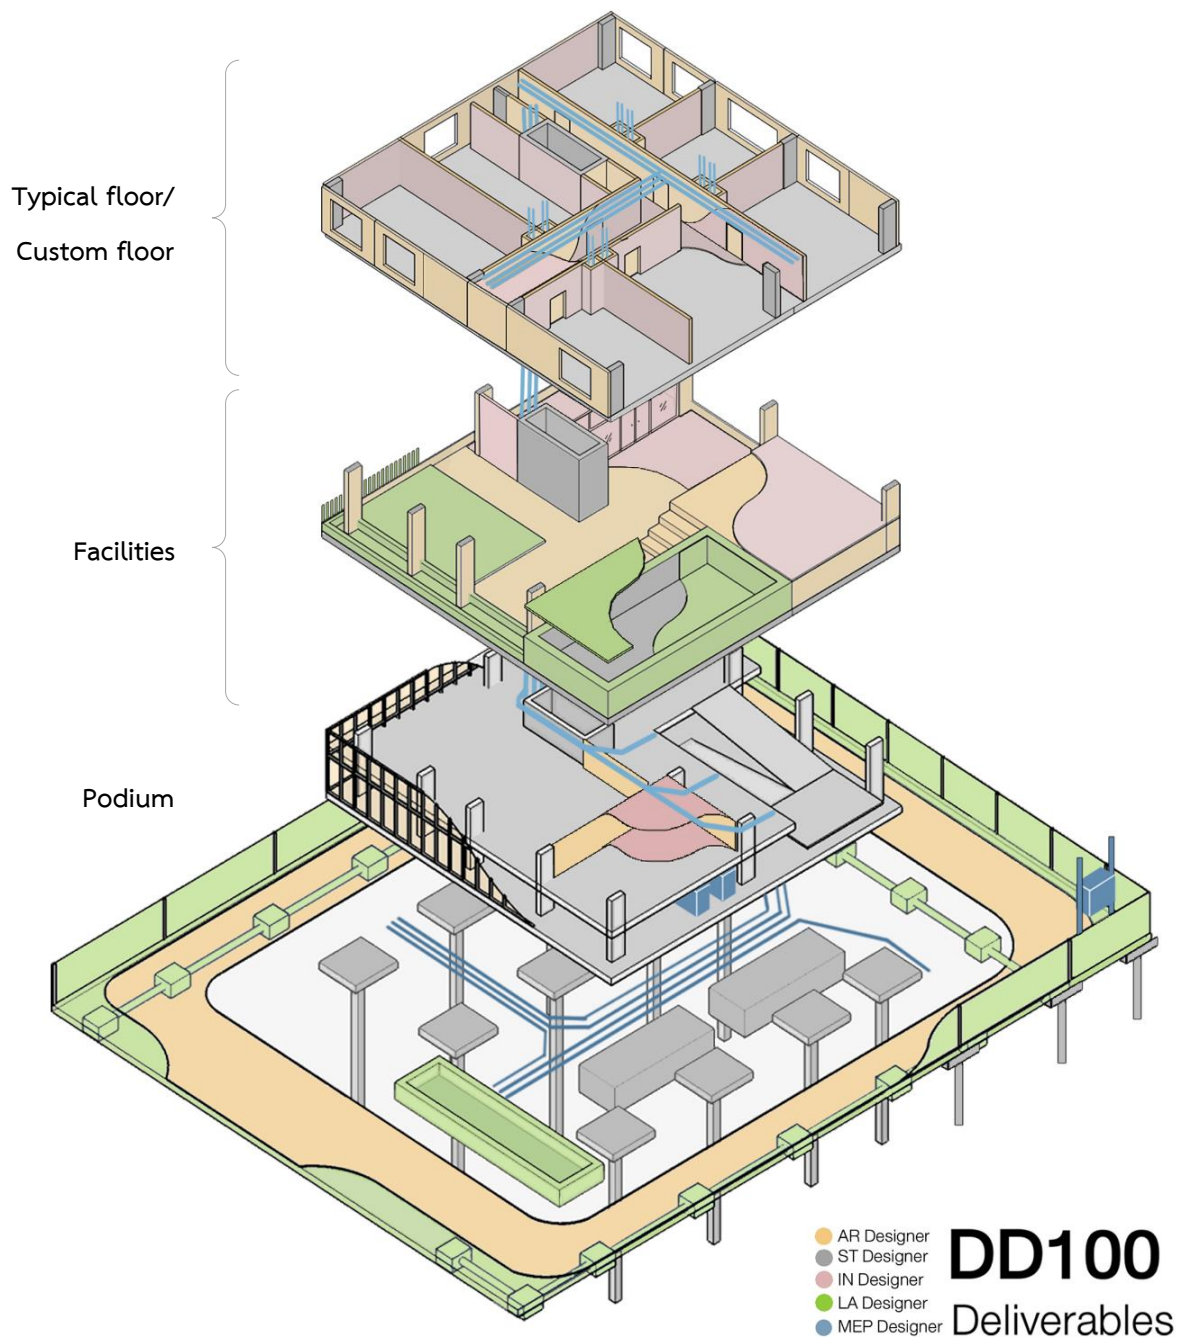 Typical floor/
Custom floor
Facilities
Podium
AR Designer
ST Designer
IN Designer
LA Designer
MEP Designer
DD100
Deliverables